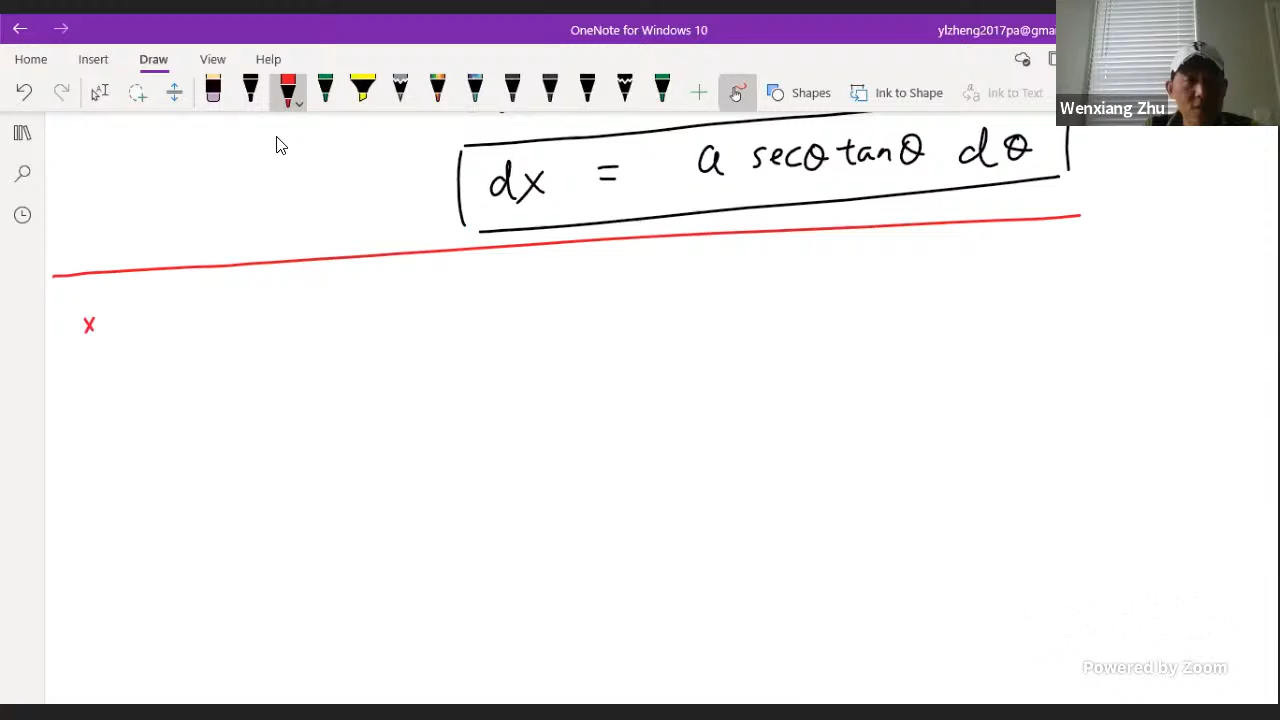 OneNote for Windows 10
ylzheng2017pa@gma
Home Insert Draw View Help
Shapes Ink to Shape Ink to Text
Wenxiang Zhu
dx = a secθ tanθ dθ
x
Powered by Zoom